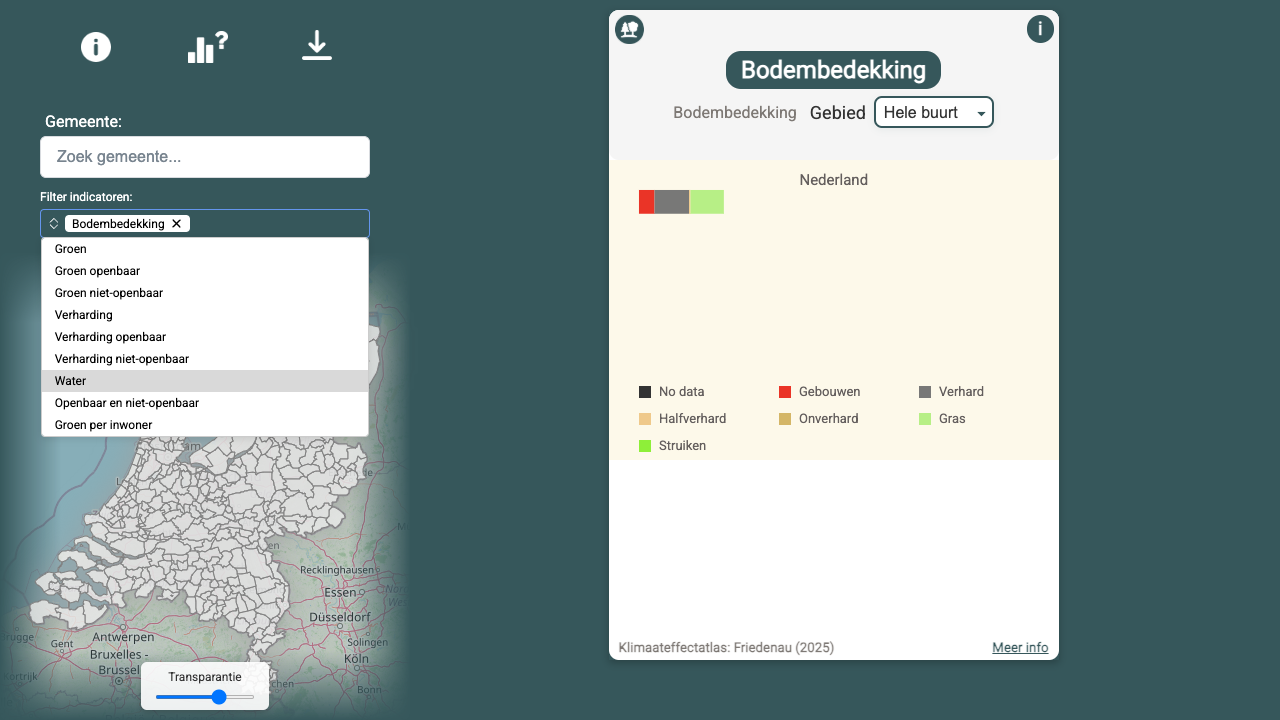 Gemeente:
Zoek gemeente...
Filter indicatoren:
Bodembedekking
Groen
Groen openbaar
Groen niet-openbaar
Verharding
Verharding openbaar
Verharding niet-openbaar
Water
Openbaar en niet-openbaar
Groen per inwoner
Recklinghausen
Essen
Düsseldorf
Solingen
Köln
Bonn
Antwerpen
Gent
Bruxelles -
Brussel
Transparantie
Bodembedekking
Bodembedekking Gebied Hele buurt
Nederland
No data Gebouwen Verhard
Halfverhard Onverhard Gras
Struiken
Klimaateffectatlas: Friedenau (2025) Meer info